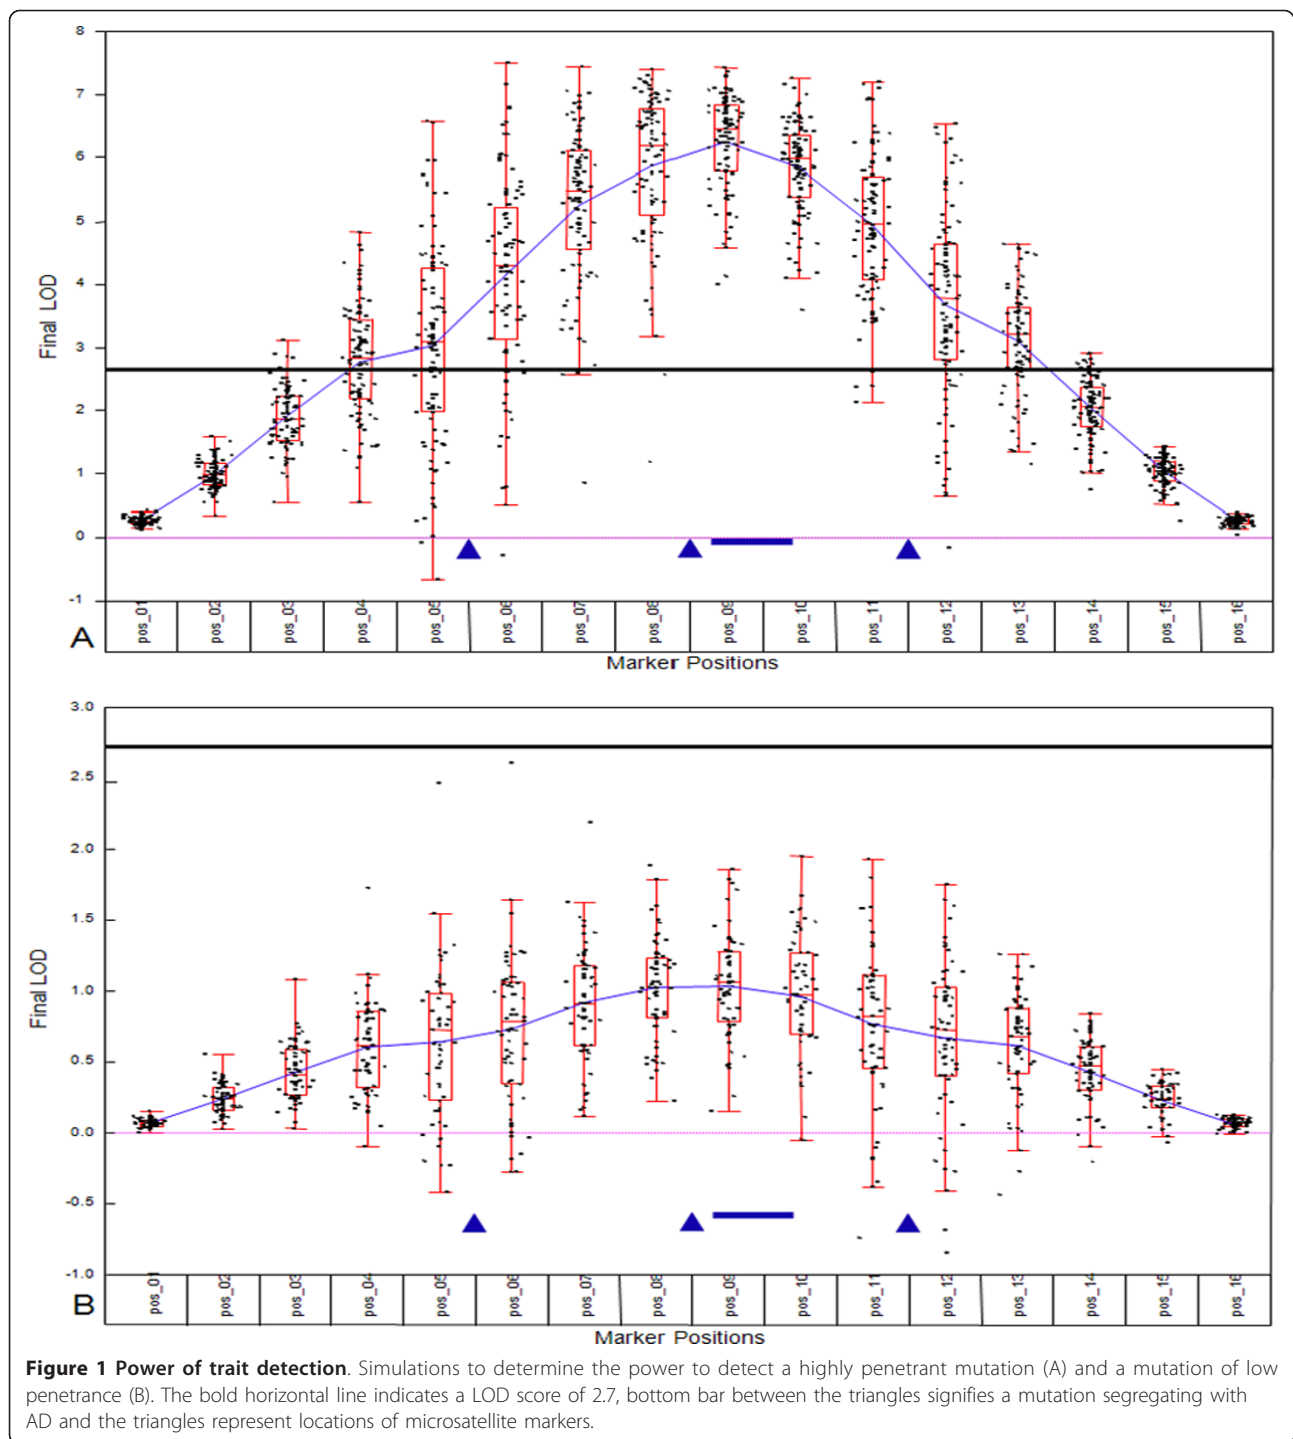 8
7
6
5
4
3
2
1
0
-1
Final LOD
A
pos_01
pos_02
pos_03
pos_04
pos_05
pos_06
pos_07
pos_08
pos_09
pos_10
pos_11
pos_12
pos_13
pos_14
pos_15
pos_16
Marker Positions
3.0
2.5
2.0
1.5
1.0
0.5
0.0
-0.5
-1.0
Final LOD
B
pos_01
pos_02
pos_03
pos_04
pos_05
pos_06
pos_07
pos_08
pos_09
pos_10
pos_11
pos_12
pos_13
pos_14
pos_15
pos_16
Marker Positions
Figure 1 Power of trait detection. Simulations to determine the power to detect a highly penetrant mutation (A) and a mutation of low
penetrance (B). The bold horizontal line indicates a LOD score of 2.7, bottom bar between the triangles signifies a mutation segregating with
AD and the triangles represent locations of microsatellite markers.